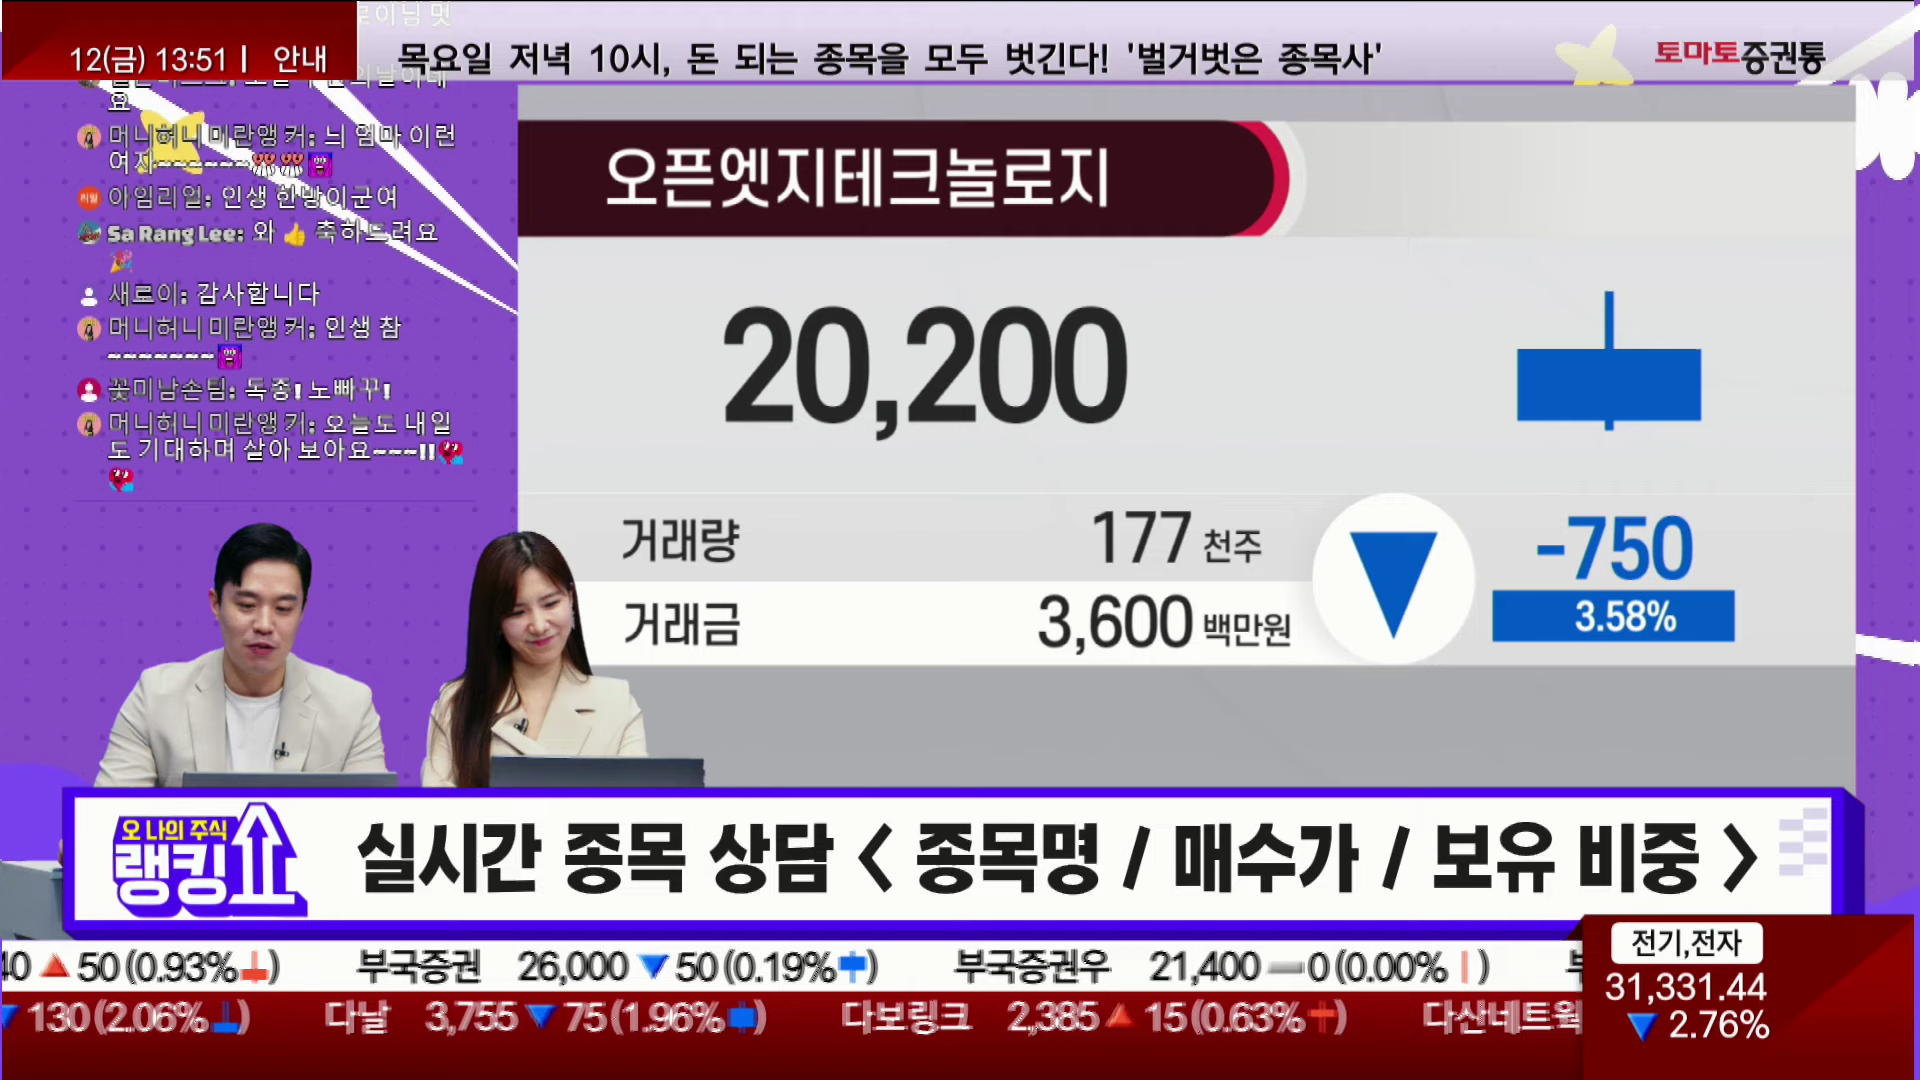 12(금) 13:51 | 안내
목요일 저녁 10시, 돈 되는 종목을 모두 벗긴다! '벌거벗은 종목사'
토마토증권통
요
머니허니 미란앵커: 늬 엄마 이런
여자~~~~~~~
아임리얼: 인생 한방이군여
Sa Rang Lee: 와 👍 축하드려요
🎉
새로이: 감사합니다
머니허니 미란앵커: 인생 참
~~~~~~~
꽃미남손팀: 독종! 노빠꾸!
머니허니 미란앵커: 오늘도 내일
도 기대하며 살아 보아요~~~!!
오픈엣지테크놀로지
20,200
거래량 177 천주
-750
거래금 3,600 백만원
3.58%
오 나의 주식
랭킹쇼
실시간 종목 상담 < 종목명 / 매수가 / 보유 비중 >
40 ▲ 50 (0.93% ) 부국증권 26,000 ▼ 50 (0.19% ) 부국증권우 21,400 ━ 0 (0.00% )
▼ 130 (2.06% ) 다날 3,755 ▼ 75 (1.96% ) 다보링크 2,385 ▲ 15 (0.63% ) 다산네트웍
전기,전자
31,331.44
▼ 2.76%